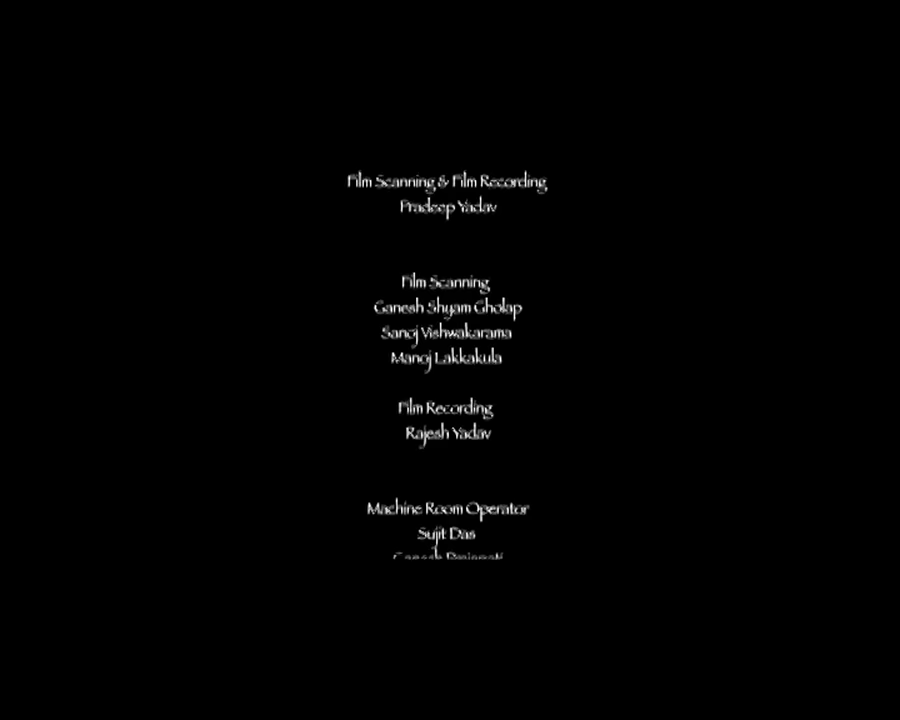 Film Scanning & Film Recording
Pradeep Yadav
Film Scanning
Ganesh Shyam Gholap
Sanoj Vishwakarama
Manoj Lakkakula
Film Recording
Rajesh Yadav
Machine Room Operator
Sujit Das